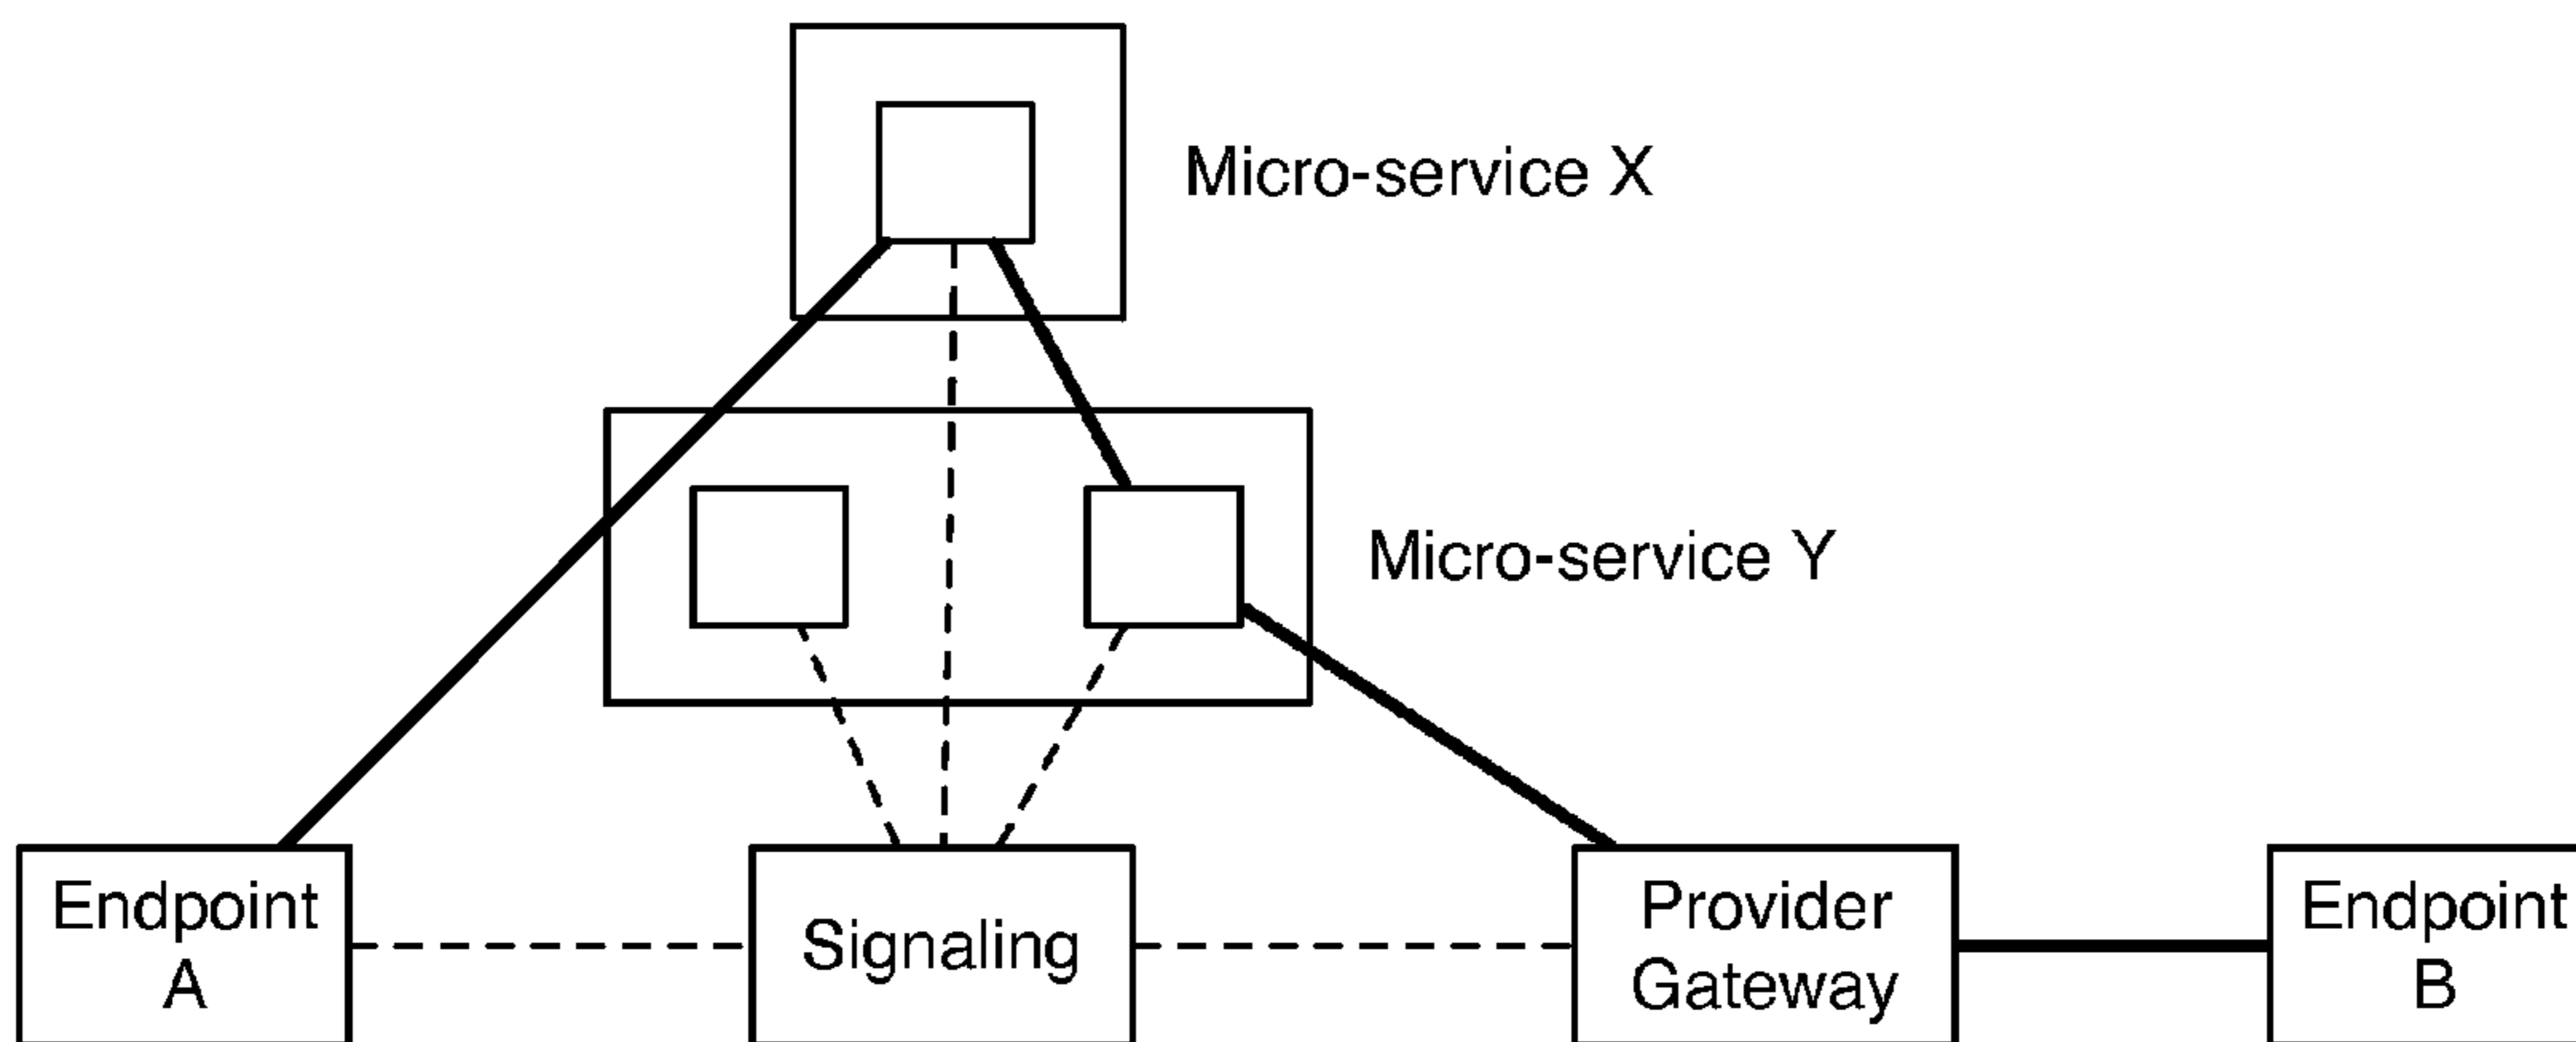 Micro-service X
Micro-service Y
Endpoint
A
Signaling
Provider
Gateway
Endpoint
B